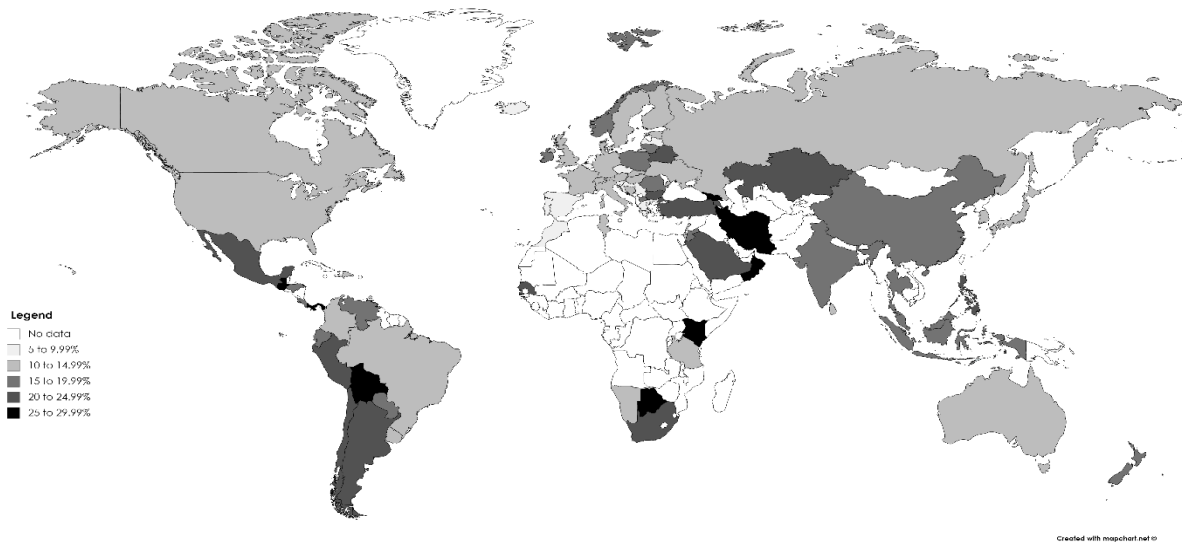 Legend
No data
5 to 9.99%
10 to 14.99%
15 to 19.99%
20 to 24.99%
25 to 29.99%
Created with mapchart.net ©